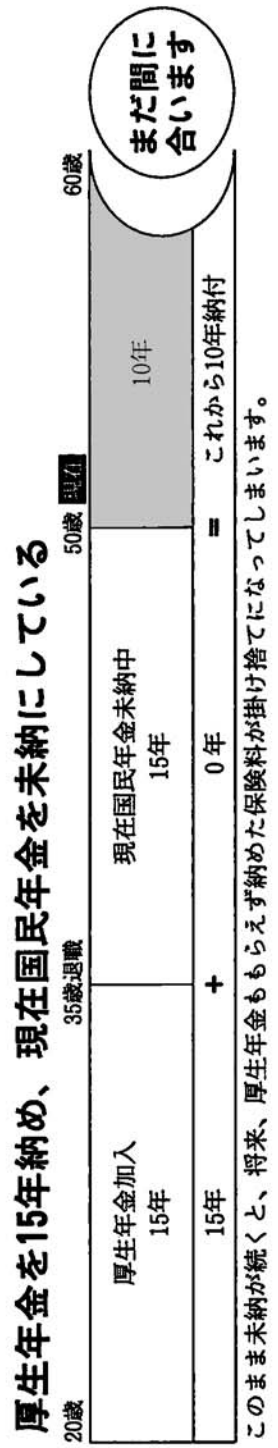 厚生年金を15年納め、現在国民年金を未納にしている
20歳
35歳退職
50歳 現在
60歳
厚生年金加入
15年
現在国民年金未納中
15年
10年
まだ間に
合います
15年 + 0年 = これから10年納付
このまま未納が続くと、将来、厚生年金ももらえず納めた保険料が掛け捨てになってしまいます。